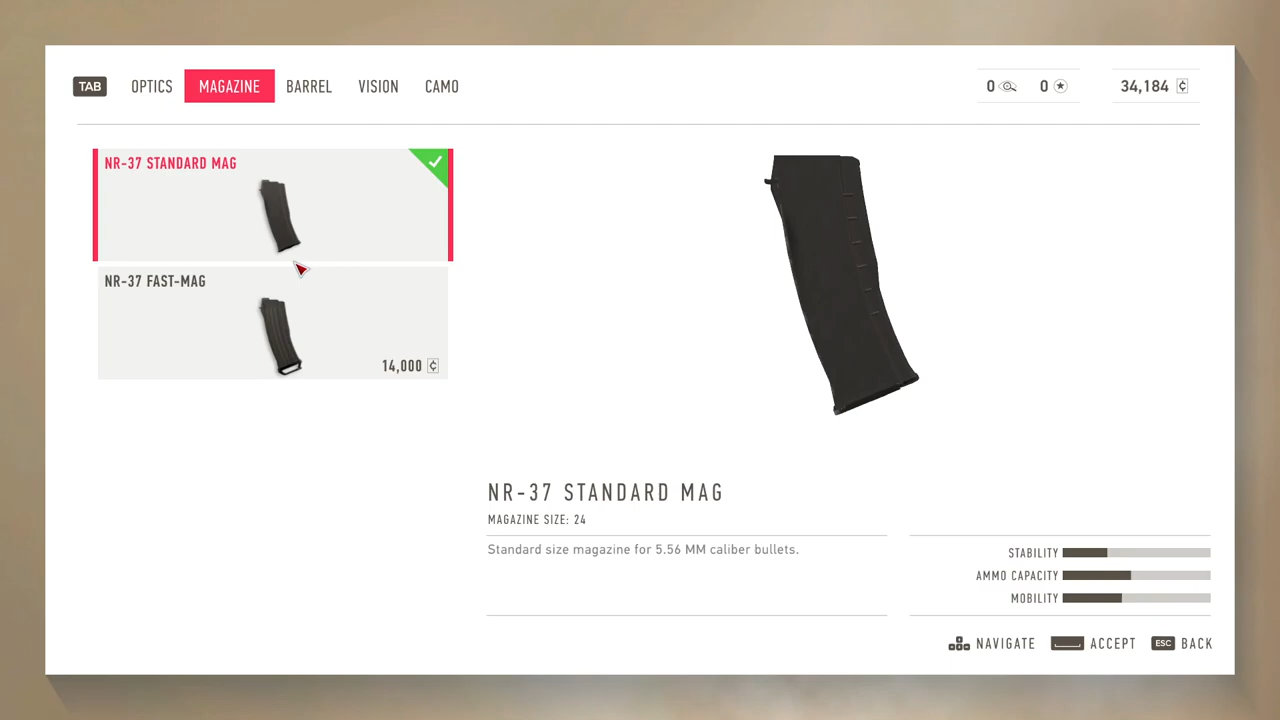 TAB OPTICS MAGAZINE BARREL VISION CAMO 0 0 34,184
NR-37 STANDARD MAG
NR-37 FAST-MAG
14,000
NR-37 STANDARD MAG
MAGAZINE SIZE: 24
Standard size magazine for 5.56 MM caliber bullets.
STABILITY
AMMO CAPACITY
MOBILITY
NAVIGATE ACCEPT ESC BACK